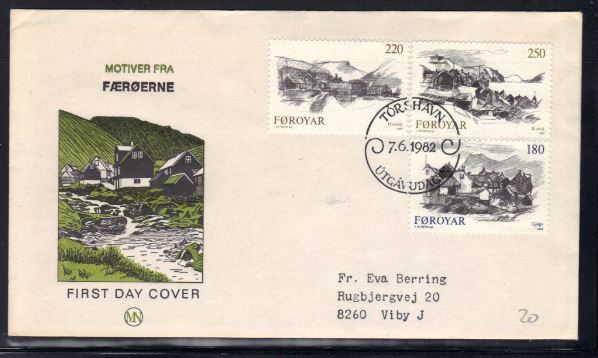 MOTIVER FRA
FÆRØERNE
FIRST DAY COVER
MN
220
FØROYAR
250
FØROYAR
180
FØROYAR
TÓRSHAVN
7.6.1982
ÚTGÁVUDAGUR
Fr. Eva Berring
Rugbjergvej 20
8260 Viby J
20